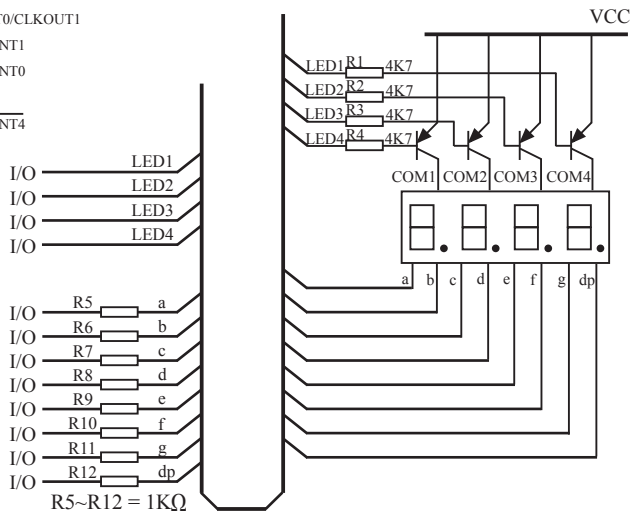 T0/CLKOUT1
NT1
NT0
NT4
VCC
LED1 R1 4K7
LED2 R2 4K7
LED3 R3 4K7
LED4 R4 4K7
COM1 COM2 COM3 COM4
I/O LED1
I/O LED2
I/O LED3
I/O LED4
a b c d e f g dp
I/O R5 a
I/O R6 b
I/O R7 c
I/O R8 d
I/O R9 e
I/O R10 f
I/O R11 g
I/O R12 dp
R5~R12 = 1KΩ